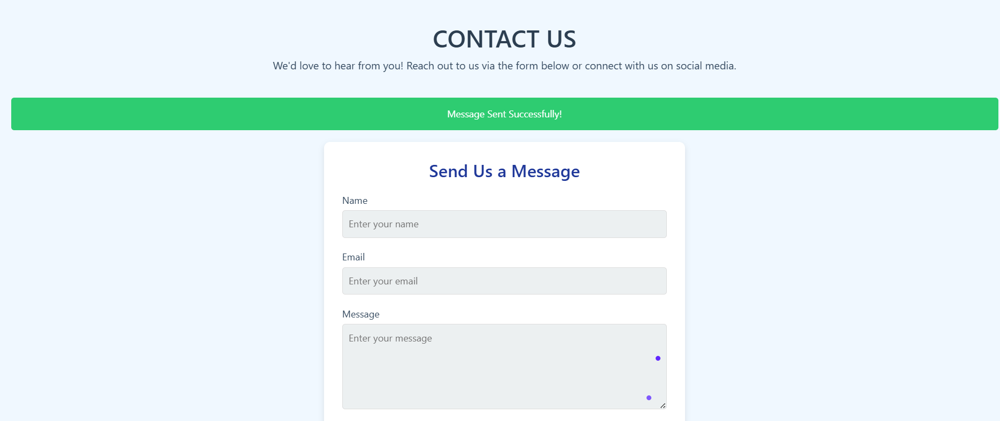 CONTACT US
We'd love to hear from you! Reach out to us via the form below or connect with us on social media.
Message Sent Successfully!
Send Us a Message
Name
Enter your name
Email
Enter your email
Message
Enter your message